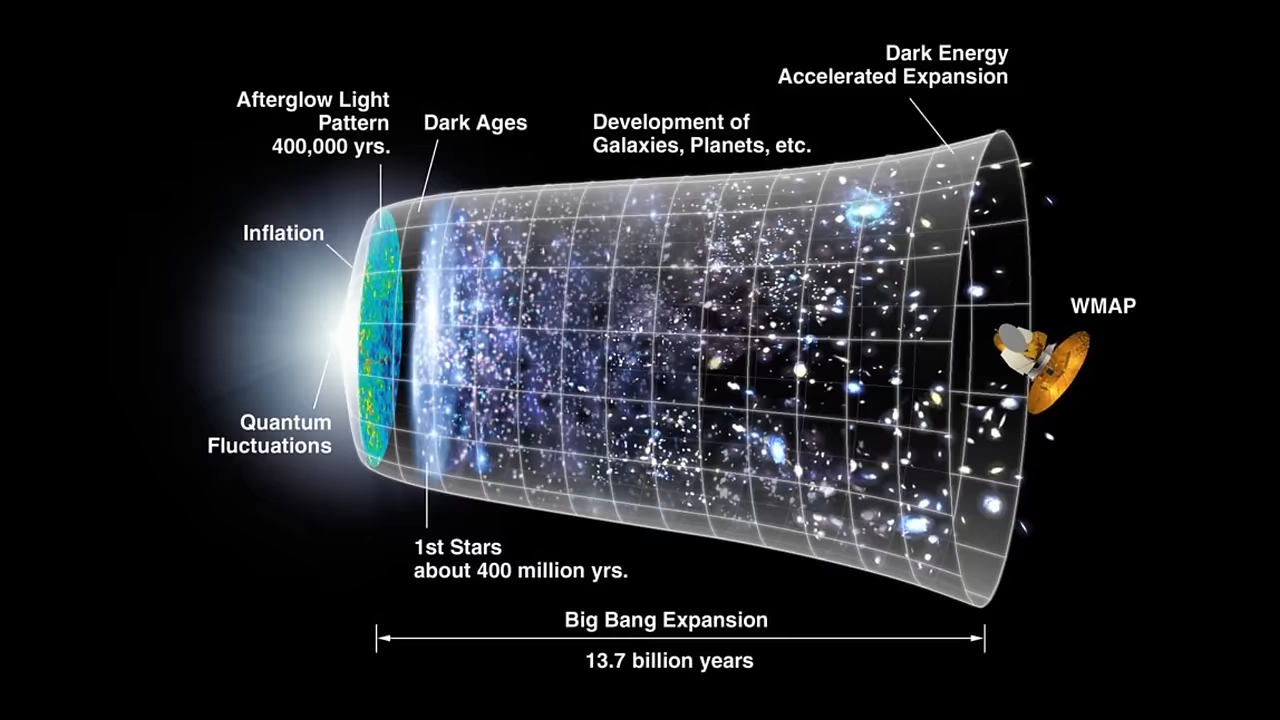 Dark Energy
Accelerated Expansion
Afterglow Light
Pattern
400,000 yrs.
Dark Ages
Development of
Galaxies, Planets, etc.
Inflation
WMAP
Quantum
Fluctuations
1st Stars
about 400 million yrs.
Big Bang Expansion
13.7 billion years